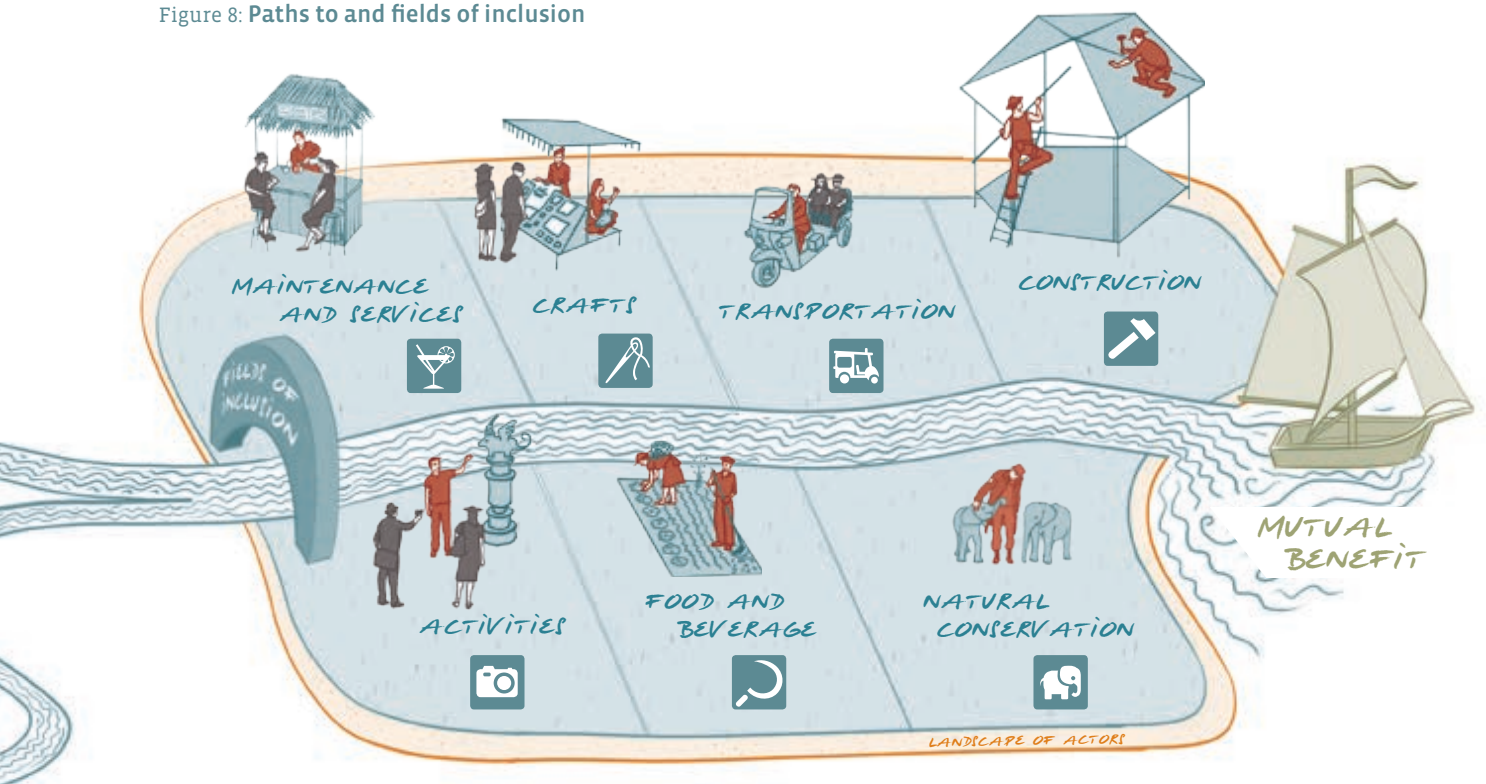 Figure 8: Paths to and fields of inclusion
MAINTENANCE
AND SERVICES
CRAFTS
TRANSPORTATION
CONSTRUCTION
FIELDS OF
INCLUSION
MUTUAL
BENEFIT
ACTIVITIES
FOOD AND
BEVERAGE
NATURAL
CONSERVATION
LANDSCAPE OF ACTORS